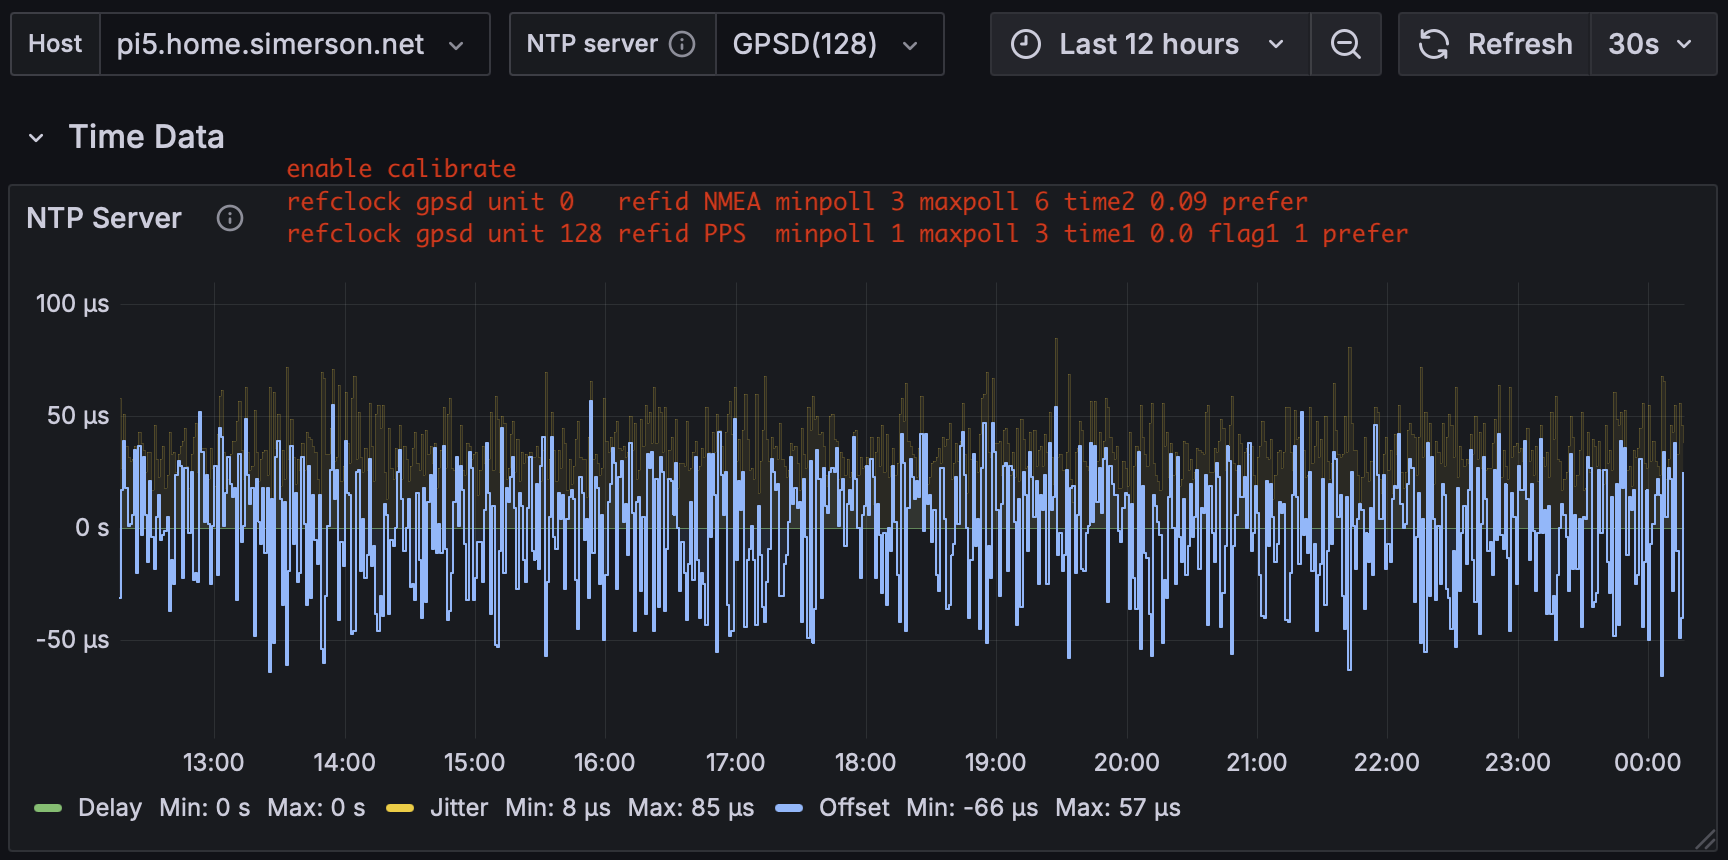 Host pi5.home.simerson.net NTP server GPSD(128) Last 12 hours Refresh 30s
Time Data
enable calibrate
refclock gpsd unit 0   refid NMEA minpoll 3 maxpoll 6 time2 0.09 prefer
NTP Server
refclock gpsd unit 128 refid PPS  minpoll 1 maxpoll 3 time1 0.0 flag1 1 prefer
100 µs
50 µs
0 s
-50 µs
13:00 14:00 15:00 16:00 17:00 18:00 19:00 20:00 21:00 22:00 23:00 00:00
Delay Min: 0 s Max: 0 s Jitter Min: 8 µs Max: 85 µs Offset Min: -66 µs Max: 57 µs